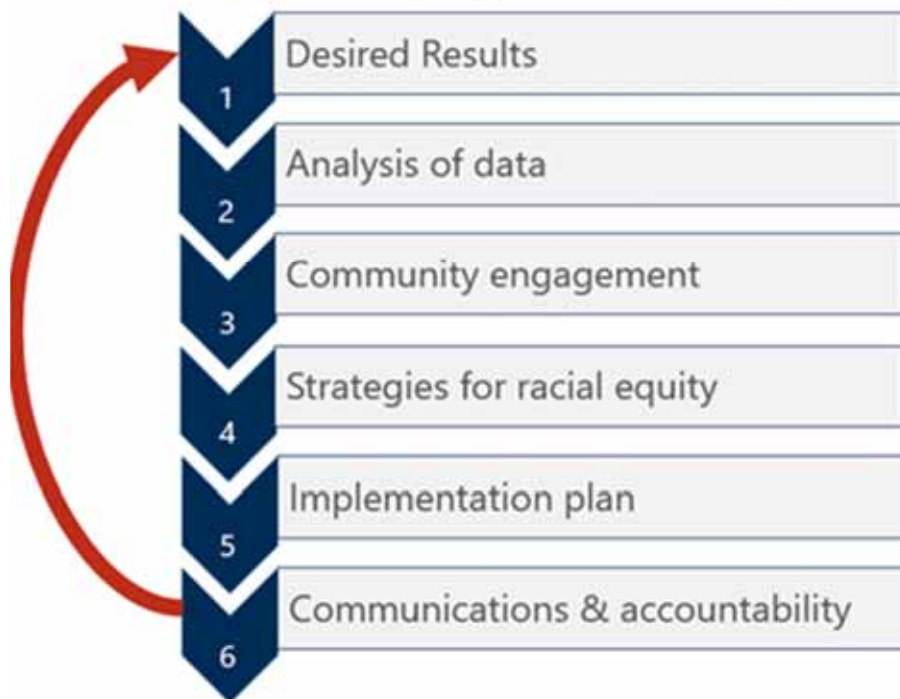 Desired Results
1
Analysis of data
2
Community engagement
3
Strategies for racial equity
4
Implementation plan
5
Communications & accountability
6